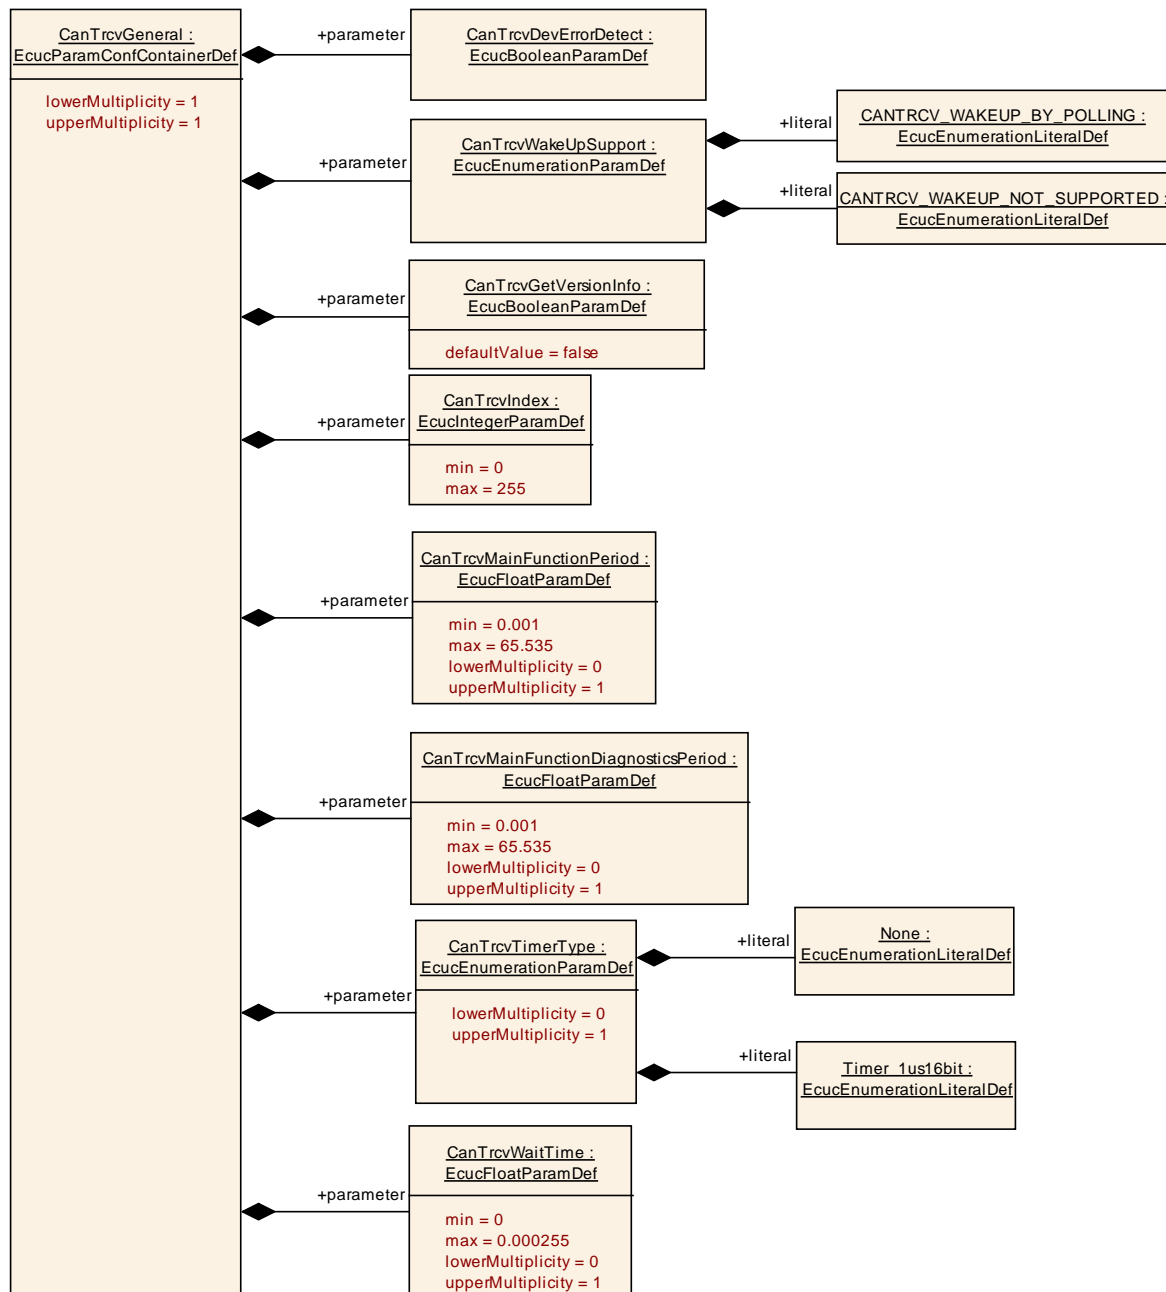 CanTrcvGeneral :
EcucParamConfContainerDef
lowerMultiplicity = 1
upperMultiplicity = 1
+parameter
CanTrcvDevErrorDetect :
EcucBooleanParamDef
+parameter
CanTrcvWakeUpSupport :
EcucEnumerationParamDef
+literal
CANTRCV_WAKEUP_BY_POLLING :
EcucEnumerationLiteralDef
+literal
CANTRCV_WAKEUP_NOT_SUPPORTED :
EcucEnumerationLiteralDef
+parameter
CanTrcvGetVersionInfo :
EcucBooleanParamDef
defaultValue = false
+parameter
CanTrcvIndex :
EcucIntegerParamDef
min = 0
max = 255
+parameter
CanTrcvMainFunctionPeriod :
EcucFloatParamDef
min = 0.001
max = 65.535
lowerMultiplicity = 0
upperMultiplicity = 1
+parameter
CanTrcvMainFunctionDiagnosticsPeriod :
EcucFloatParamDef
min = 0.001
max = 65.535
lowerMultiplicity = 0
upperMultiplicity = 1
+parameter
CanTrcvTimerType :
EcucEnumerationParamDef
lowerMultiplicity = 0
upperMultiplicity = 1
+literal
None :
EcucEnumerationLiteralDef
+literal
Timer_1us16bit :
EcucEnumerationLiteralDef
+parameter
CanTrcvWaitTime :
EcucFloatParamDef
min = 0
max = 0.000255
lowerMultiplicity = 0
upperMultiplicity = 1